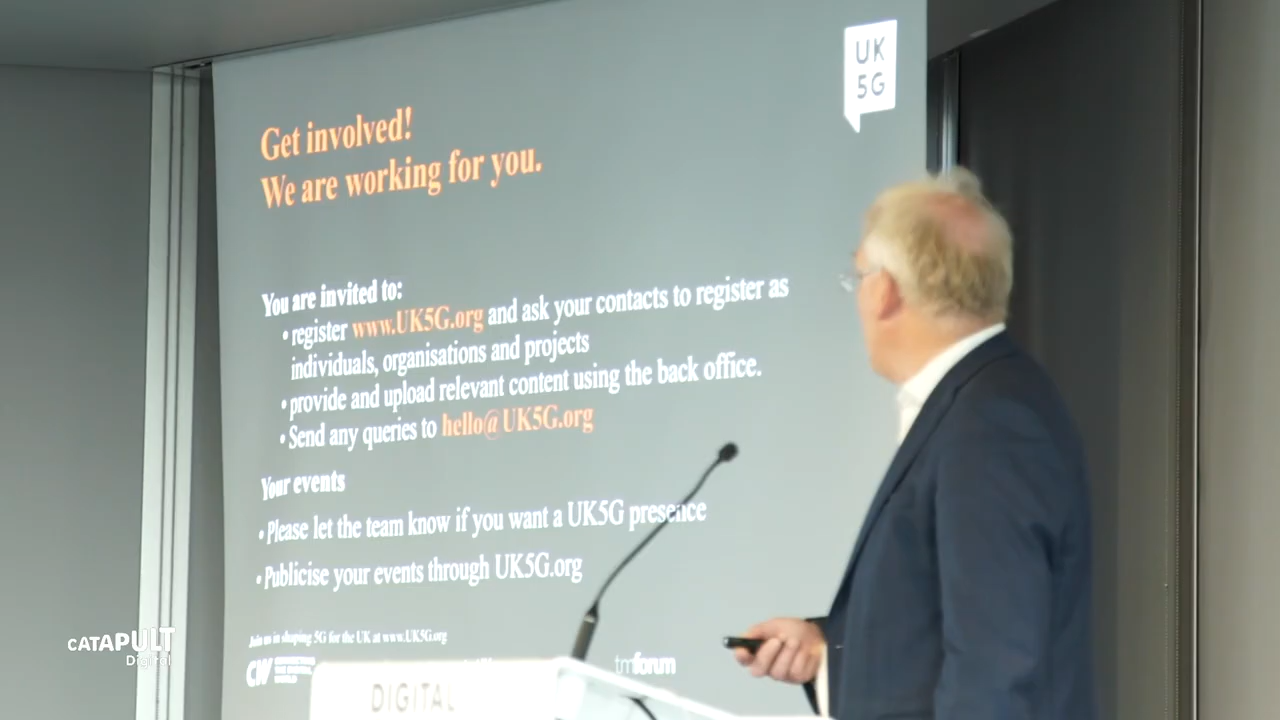 UK
5G
Get involved!
We are working for you.
You are invited to:
• register www.UK5G.org and ask your contacts to register as
individuals, organisations and projects
• provide and upload relevant content using the back office.
• Send any queries to hello@UK5G.org
Your events
• Please let the team know if you want a UK5G presence
• Publicise your events through UK5G.org
Join us in shaping 5G for the UK at www.UK5G.org
CW
tmforum
DIGITAL
CATAPULT
Digital